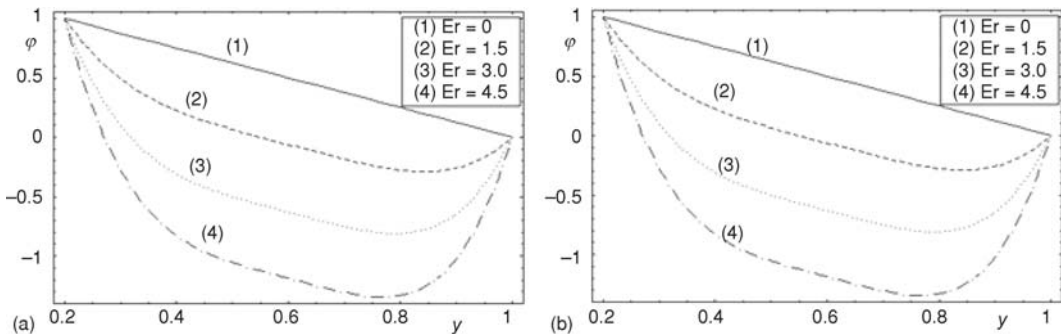 1
φ
0.5
0
−0.5
−1
(a)
0.2
0.4
0.6
0.8
y
1
(1)
(2)
(3)
(4)
(1) Er = 0
(2) Er = 1.5
(3) Er = 3.0
(4) Er = 4.5
1
φ
0.5
0
−0.5
−1
(b)
0.2
0.4
0.6
0.8
y
1
(1)
(2)
(3)
(4)
(1) Er = 0
(2) Er = 1.5
(3) Er = 3.0
(4) Er = 4.5